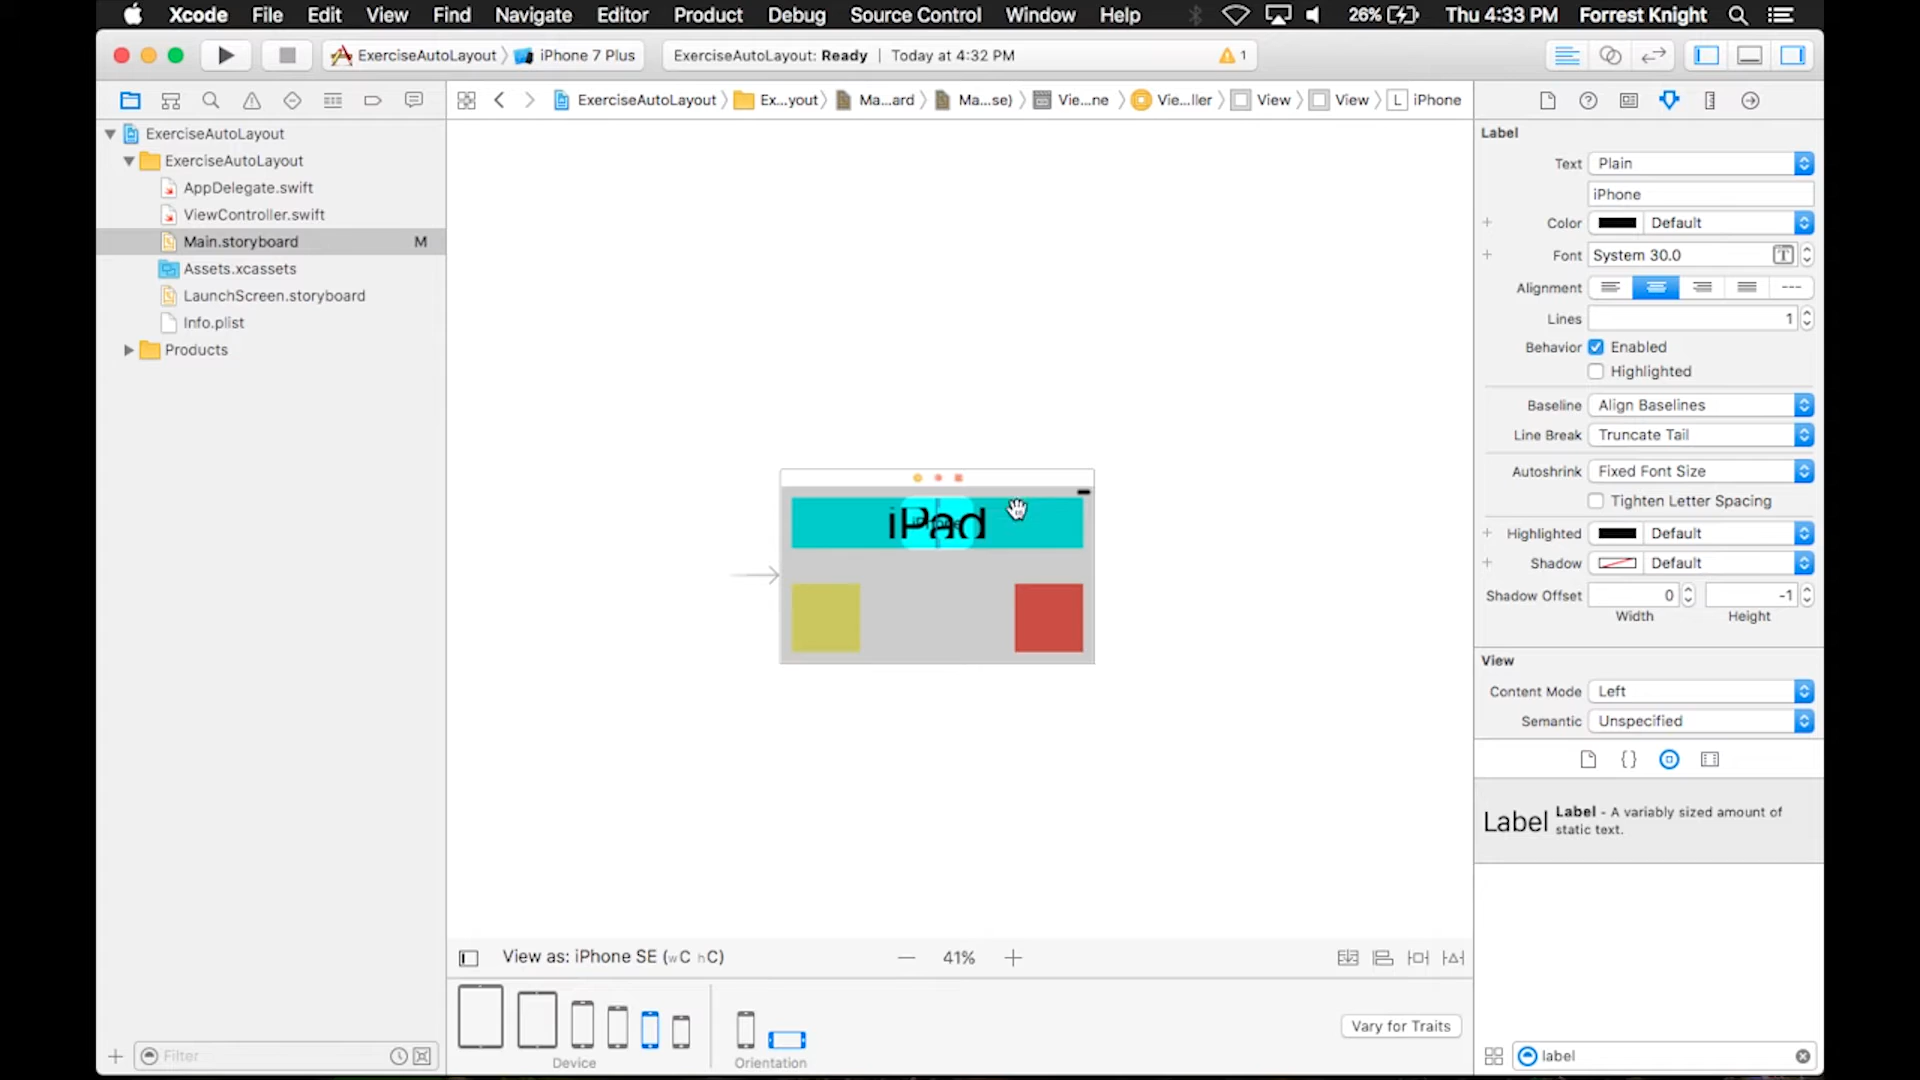 Xcode File Edit View Find Navigate Editor Product Debug Source Control Window Help 26% Thu 4:33 PM Forrest Knight
ExerciseAutoLayout iPhone 7 Plus ExerciseAutoLayout: Ready | Today at 4:32 PM 1
ExerciseAutoLayout Ex...yout Ma...ard Ma...se) Vie...ne Vie...ller View View L iPhone
ExerciseAutoLayout
ExerciseAutoLayout
AppDelegate.swift
ViewController.swift
Main.storyboard M
Assets.xcassets
LaunchScreen.storyboard
Info.plist
Products
iPad
View as: iPhone SE (wC hC) — 41% +
Device
Orientation
Vary for Traits
Filter
Label
Text Plain
iPhone
Color Default
Font System 30.0 T
Alignment
Lines 1
Behavior Enabled
Highlighted
Baseline Align Baselines
Line Break Truncate Tail
Autoshrink Fixed Font Size
Tighten Letter Spacing
Highlighted Default
Shadow Default
Shadow Offset 0 -1
Width Height
View
Content Mode Left
Semantic Unspecified
{}
Label Label - A variably sized amount of
static text.
label